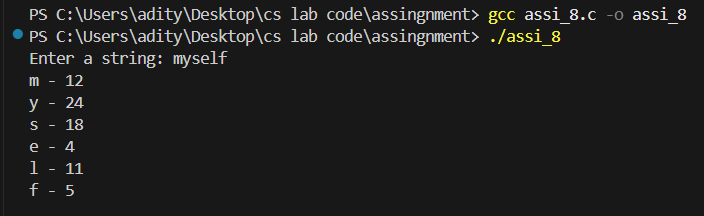 PS C:\Users\adity\Desktop\cs lab code\assingnment> gcc assi_8.c -o assi_8
PS C:\Users\adity\Desktop\cs lab code\assingnment> ./assi_8
Enter a string: myself
m - 12
y - 24
s - 18
e - 4
l - 11
f - 5